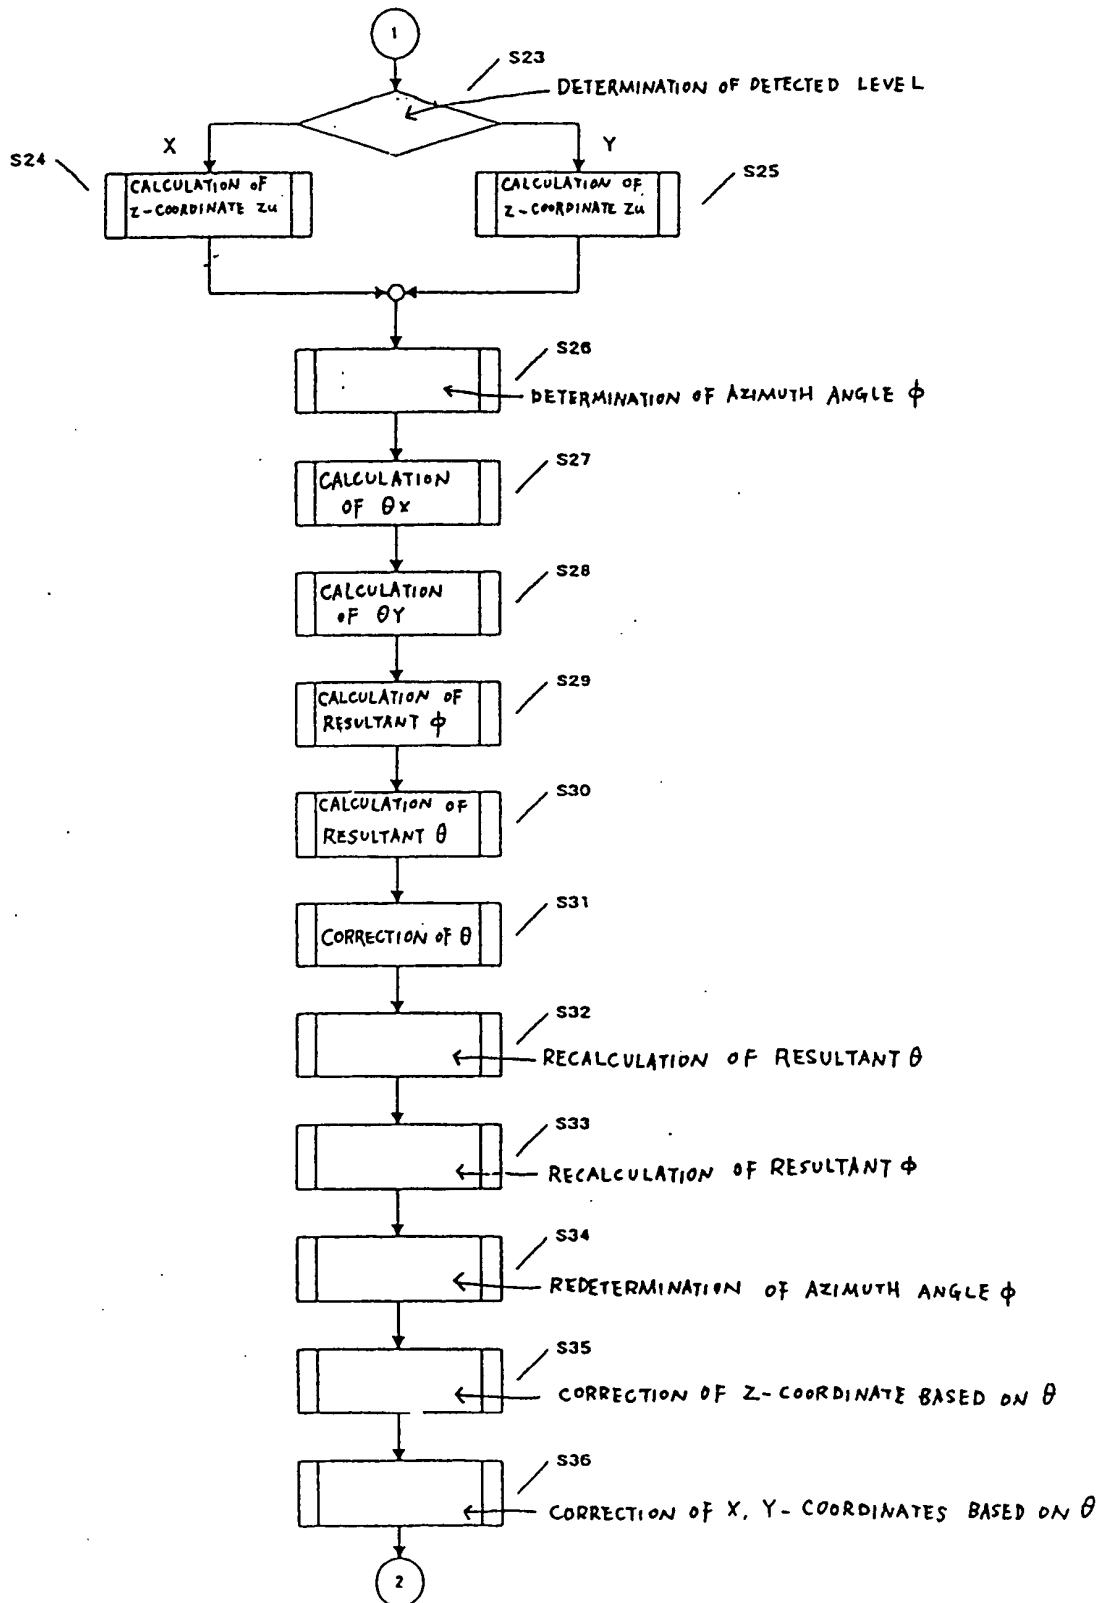 1
S23
DETERMINATION OF DETECTED LEVEL
X
Y
S24
CALCULATION OF
Z-COORDINATE Zu
CALCULATION OF
Z-COORDINATE Zu
S25
S26
DETERMINATION OF AZIMUTH ANGLE ϕ
S27
CALCULATION
OF θX
S28
CALCULATION
OF θY
S29
CALCULATION OF
RESULTANT ϕ
S30
CALCULATION OF
RESULTANT θ
S31
CORRECTION OF θ
S32
RECALCULATION OF RESULTANT θ
S33
RECALCULATION OF RESULTANT ϕ
S34
REDETERMINATION OF AZIMUTH ANGLE ϕ
S35
CORRECTION OF Z-COORDINATE BASED ON θ
S36
CORRECTION OF X, Y-COORDINATES BASED ON θ
2